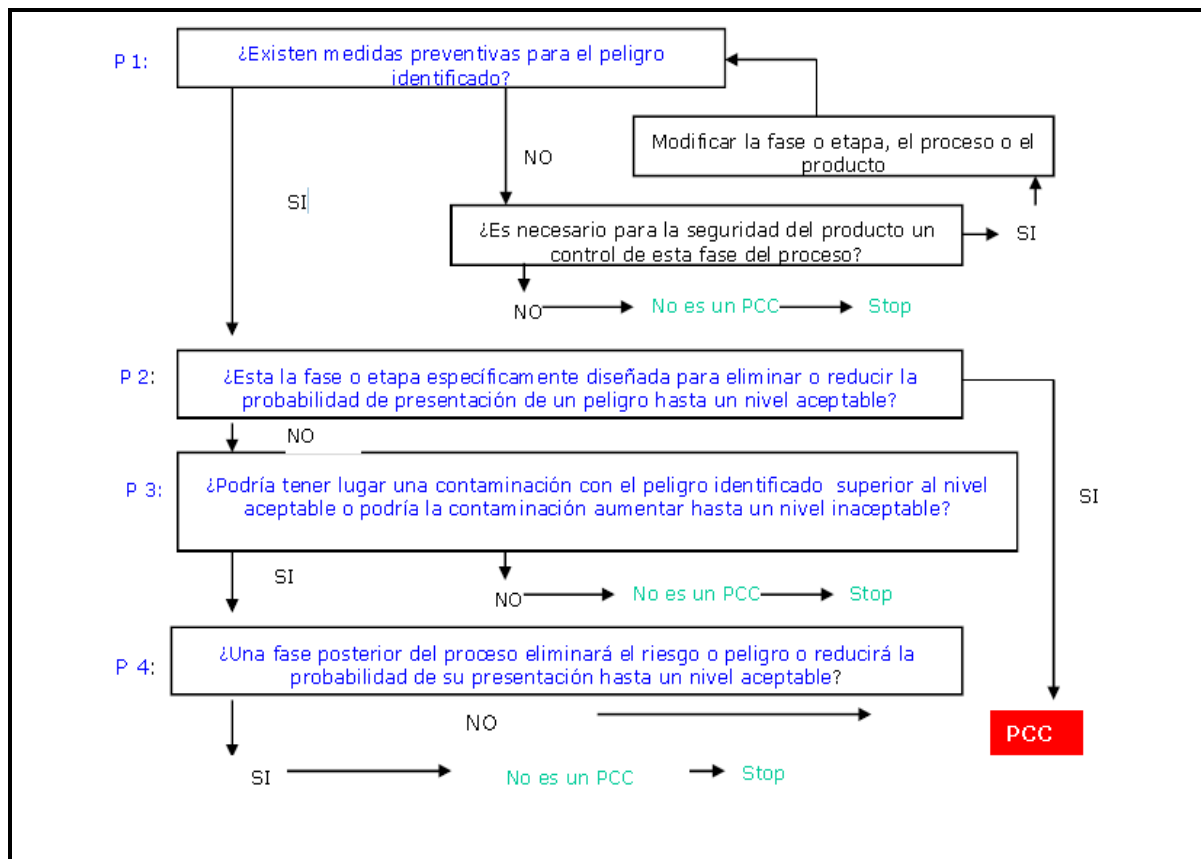 P 1:
¿Existen medidas preventivas para el peligro
identificado?
Modificar la fase o etapa, el proceso o el
producto
NO
SI
¿Es necesario para la seguridad del producto un
control de esta fase del proceso?
SI
NO
No es un PCC
Stop
P 2:
¿Esta la fase o etapa específicamente diseñada para eliminar o reducir la
probabilidad de presentación de un peligro hasta un nivel aceptable?
NO
P 3:
¿Podría tener lugar una contaminación con el peligro identificado superior al nivel
aceptable o podría la contaminación aumentar hasta un nivel inaceptable?
SI
SI
NO
No es un PCC
Stop
P 4:
¿Una fase posterior del proceso eliminará el riesgo o peligro o reducirá la
probabilidad de su presentación hasta un nivel aceptable?
NO
PCC
SI
No es un PCC
Stop